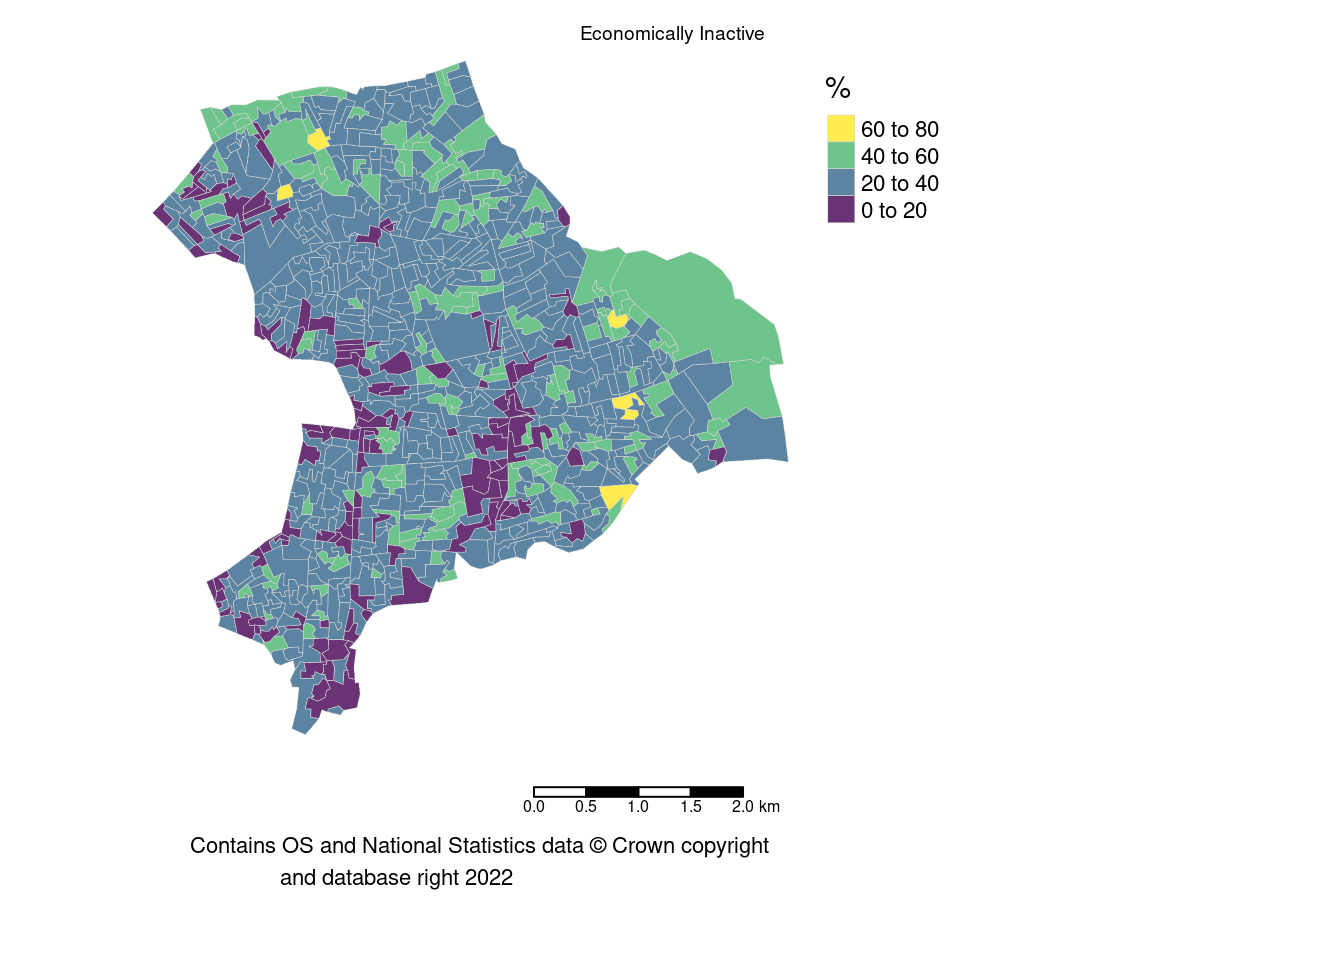 Economically Inactive
%
60 to 80
40 to 60
20 to 40
0 to 20
0.0 0.5 1.0 1.5 2.0 km
Contains OS and National Statistics data © Crown copyright
and database right 2022